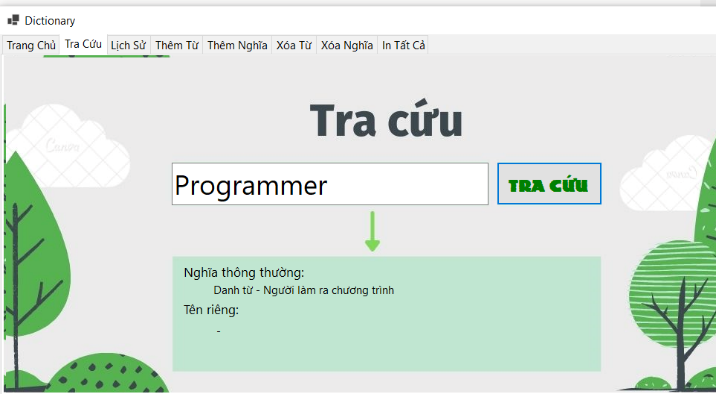 Dictionary
Trang Chủ Tra Cứu Lịch Sử Thêm Từ Thêm Nghĩa Xóa Từ Xóa Nghĩa In Tất Cả
Tra cứu
Canva
Programmer TRA CỨU
Nghĩa thông thường:
Danh từ - Người làm ra chương trình
Tên riêng:
-